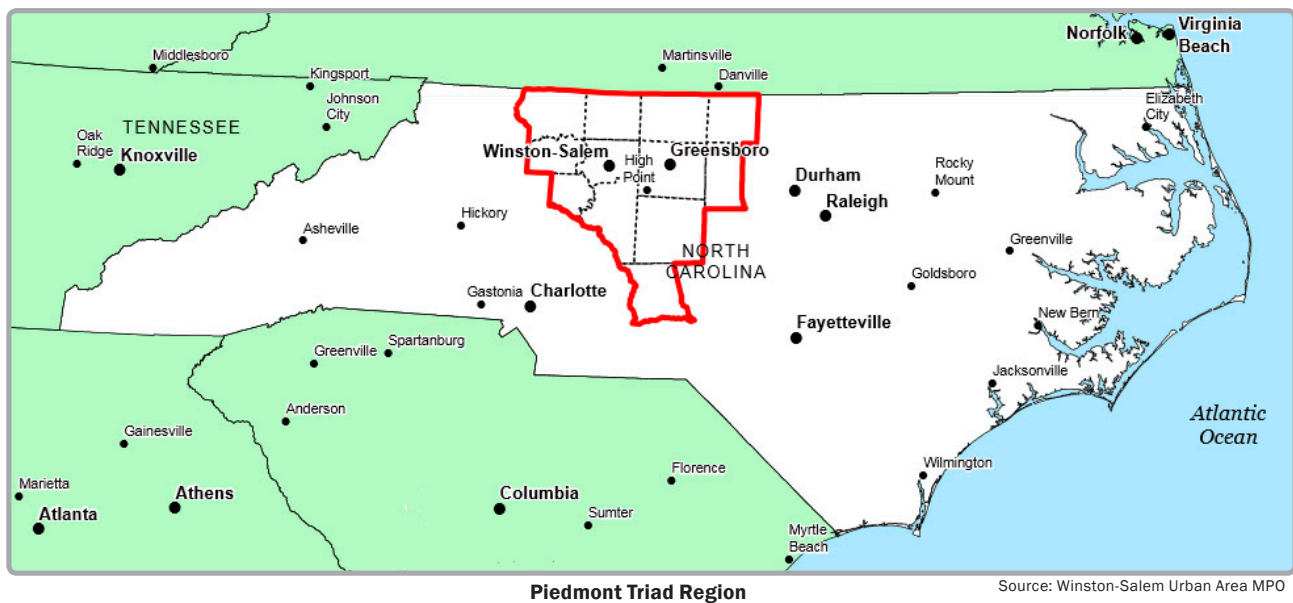 Norfolk
Virginia
Beach
Middlesboro
Martinsville
Kingsport
Danville
Johnson
City
Elizabeth
City
TENNESSEE
Oak
Ridge
Knoxville
Winston-Salem
High
Point
Greensboro
Durham
Rocky
Mount
Raleigh
Hickory
Asheville
NORTH
CAROLINA
Greenville
Goldsboro
Gastonia
Charlotte
New Bern
Fayetteville
Spartanburg
Greenville
Jacksonville
Anderson
Atlantic
Ocean
Gainesville
Florence
Wilmington
Marietta
Athens
Columbia
Atlanta
Sumter
Myrtle
Beach
Piedmont Triad Region
Source: Winston-Salem Urban Area MPO